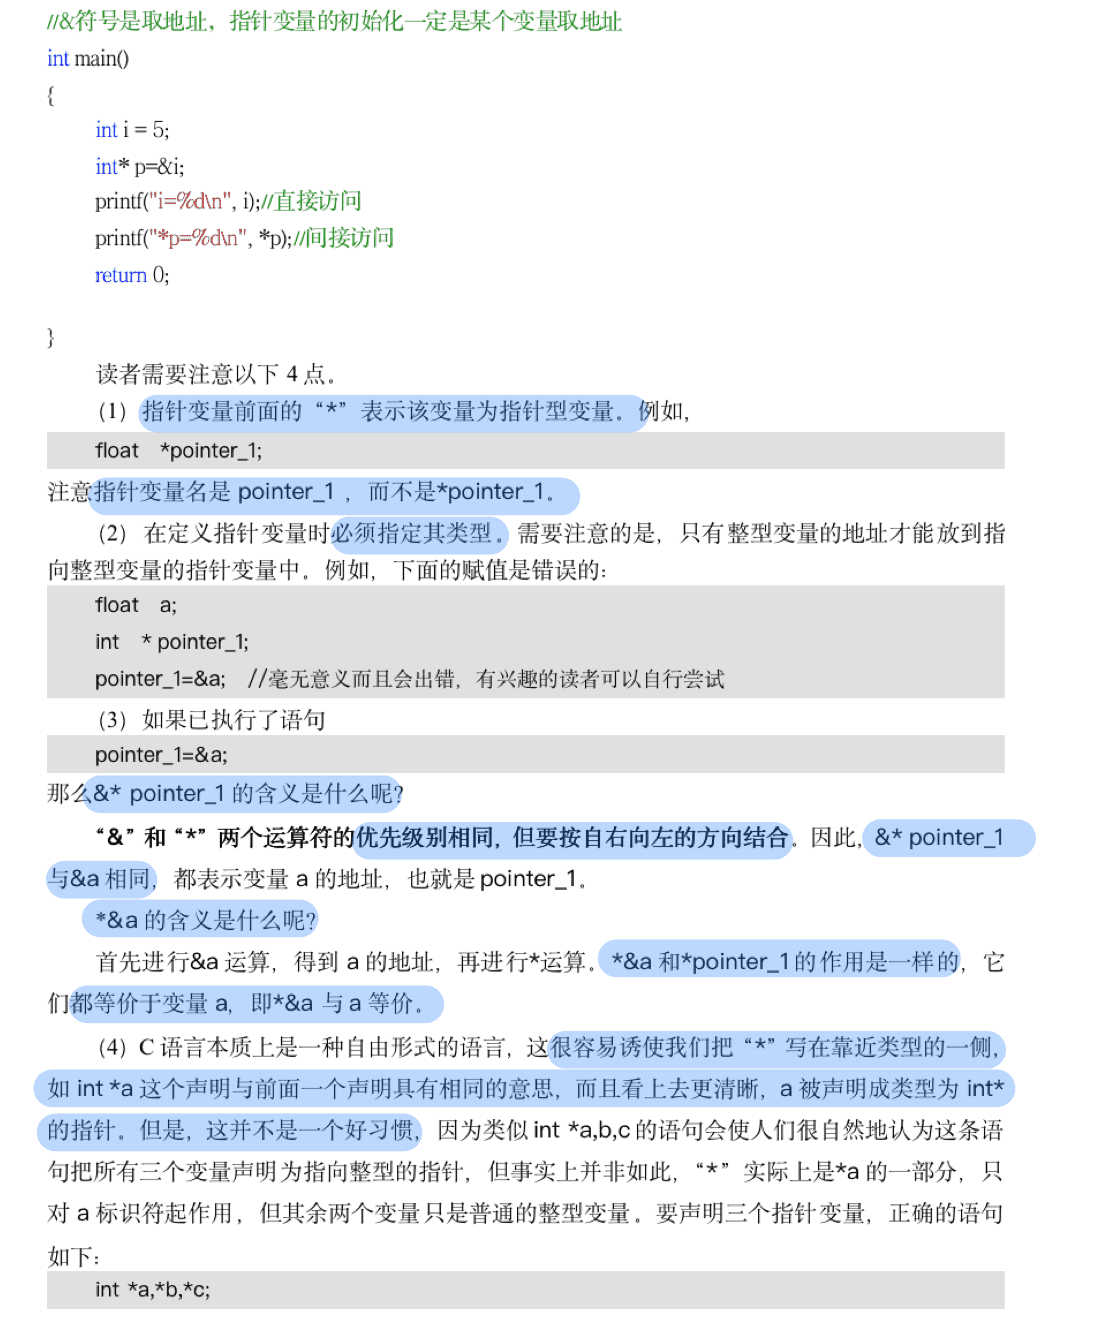 //&符号是取地址，指针变量的初始化一定是某个变量取地址
int main()
{
int i = 5;
int* p=&i;
printf("i=%d\n", i);//直接访问
printf("*p=%d\n", *p);//间接访问
return 0;
}
读者需要注意以下 4 点。
（1）指针变量前面的“*”表示该变量为指针型变量。例如，
float *pointer_1;
注意指针变量名是 pointer_1 ，而不是*pointer_1。
（2）在定义指针变量时必须指定其类型。需要注意的是，只有整型变量的地址才能放到指
向整型变量的指针变量中。例如，下面的赋值是错误的：
float a;
int * pointer_1;
pointer_1=&a; //毫无意义而且会出错，有兴趣的读者可以自行尝试
（3）如果已执行了语句
pointer_1=&a;
那么&* pointer_1 的含义是什么呢?
“&”和“*”两个运算符的优先级别相同，但要按自右向左的方向结合。因此，&* pointer_1
与&a 相同，都表示变量 a 的地址，也就是 pointer_1。
*&a 的含义是什么呢?
首先进行&a 运算，得到 a 的地址，再进行*运算。*&a 和*pointer_1 的作用是一样的，它
们都等价于变量 a，即*&a 与 a 等价。
（4）C 语言本质上是一种自由形式的语言，这很容易诱使我们把“*”写在靠近类型的一侧，
如 int *a 这个声明与前面一个声明具有相同的意思，而且看上去更清晰，a 被声明成类型为 int*
的指针。但是，这并不是一个好习惯，因为类似 int *a,b,c 的语句会使人们很自然地认为这条语
句把所有三个变量声明为指向整型的指针，但事实上并非如此，“*”实际上是*a 的一部分，只
对 a 标识符起作用，但其余两个变量只是普通的整型变量。要声明三个指针变量，正确的语句
如下：
int *a,*b,*c;